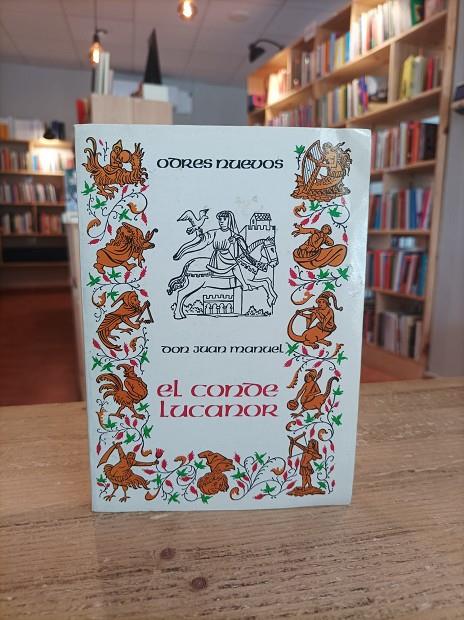 odres nuevos
don juan manuel
el conde
lucanor